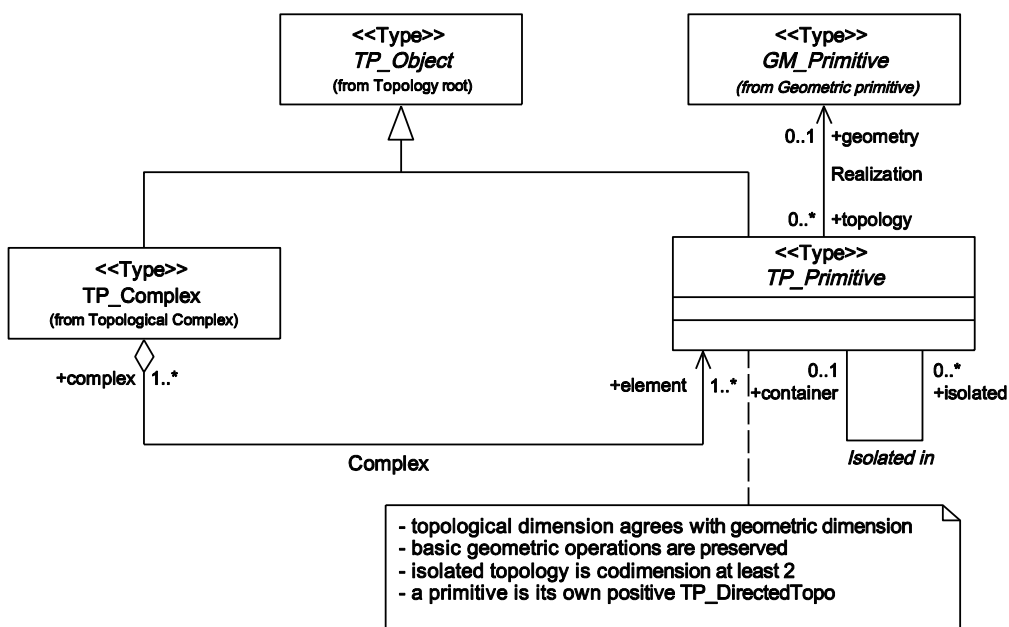 <<Type>>
TP_Object
(from Topology root)
<<Type>>
GM_Primitive
(from Geometric primitive)
0..1 +geometry
Realization
0..* +topology
<<Type>>
TP_Complex
(from Topological Complex)
<<Type>>
TP_Primitive
+complex 1..*
+element 1..*
0..1
+container
0..*
+isolated
Complex
Isolated in
- topological dimension agrees with geometric dimension
- basic geometric operations are preserved
- isolated topology is codimension at least 2
- a primitive is its own positive TP_DirectedTopo